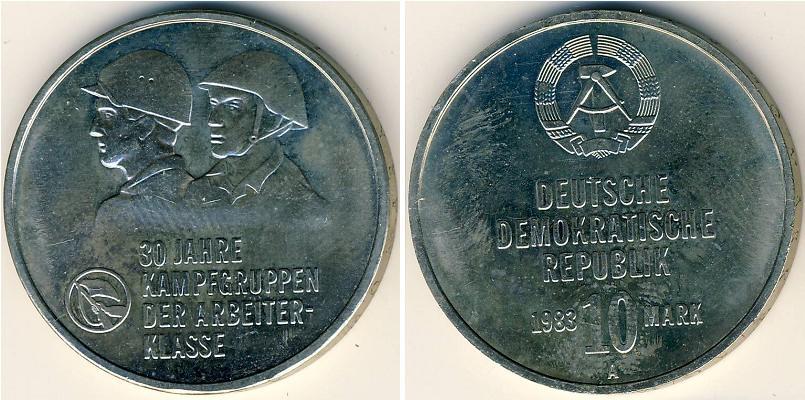 30 JAHRE
KAMPFGRUPPEN
DER ARBEITER-
KLASSE
DEUTSCHE
DEMOKRATISCHE
REPUBLIK
1983 10 MARK
A